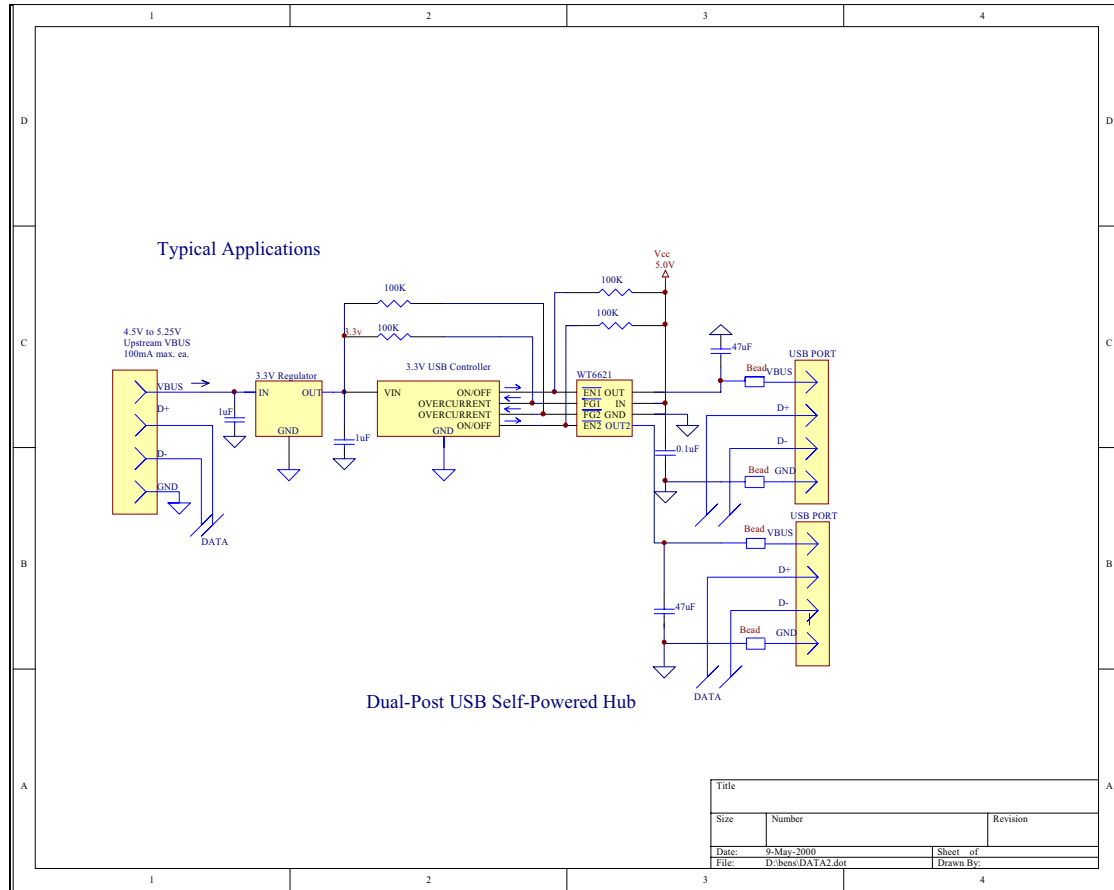 1 2 3 4
D D
Typical Applications
Vcc
5.0V
100K
100K
3.3v
100K
100K
C C
4.5V to 5.25V
Upstream VBUS
100mA max. ea.
VBUS
D+
D-
GND
DATA
1uF
3.3V Regulator
IN OUT
GND
1uF
3.3V USB Controller
VIN ON/OFF
OVERCURRENT
OVERCURRENT
ON/OFF
GND
WT6621
EN1 OUT
FG1 IN
FG2 GND
EN2 OUT2
47uF
0.1uF
USB PORT
Bead VBUS
D+
D-
Bead GND
USB PORT
Bead VBUS
D+
D-
Bead GND
47uF
DATA
B B
Dual-Post USB Self-Powered Hub
A A
Title
Size Number Revision
Date: 9-May-2000 Sheet of
File: D:\bens\DATA2.dot Drawn By:
1 2 3 4